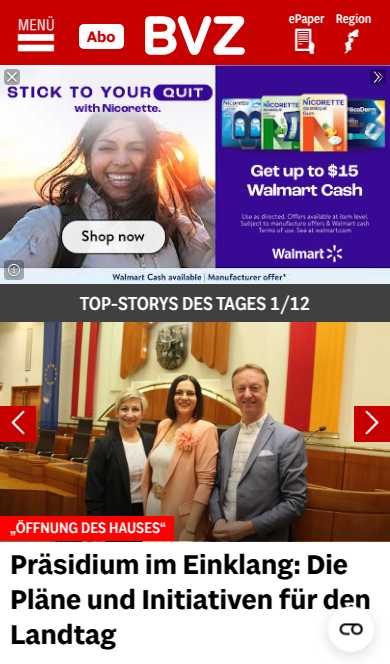 MENÜ
Abo
BVZ
ePaper
Region
STICK TO YOUR QUIT
with Nicorette.
Shop now
NICORETTE
NICORETTE
Get up to $15
Walmart Cash
Use as directed. Offers available at item level.
Subject to manufacture offers & Walmart cash
Terms of use. See at walmart.com
Walmart
Walmart Cash available | Manufacturer offer*
TOP-STORYS DES TAGES 1/12
„ÖFFNUNG DES HAUSES“
Präsidium im Einklang: Die
Pläne und Initiativen für den
Landtag